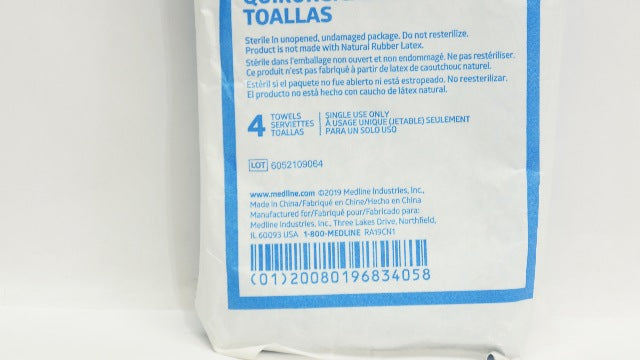 TOALLAS
Sterile in unopened, undamaged package. Do not resterilize.
Product is not made with Natural Rubber Latex.
Stérile dans l'emballage non ouvert et non endommagé. Ne pas restériliser.
Ce produit n'est pas fabriqué à partir de latex de caoutchouc naturel.
Estéril si el paquete no fue abierto ni está estropeado. No reesterilizar.
El producto no está hecho con caucho de látex natural.
4 TOWELS SERVIETTES TOALLAS
SINGLE USE ONLY
À USAGE UNIQUE (JETABLE) SEULEMENT
PARA UN SOLO USO
LOT 6052109064
www.medline.com ©2019 Medline Industries, Inc.,
Made in China/Fabriqué en Chine/Hecho en China
Manufactured for/Fabriqué pour/Fabricado para:
Medline Industries, Inc., Three Lakes Drive, Northfield,
IL 60093 USA 1-800-MEDLINE RA19CN1
(01)20080196834058